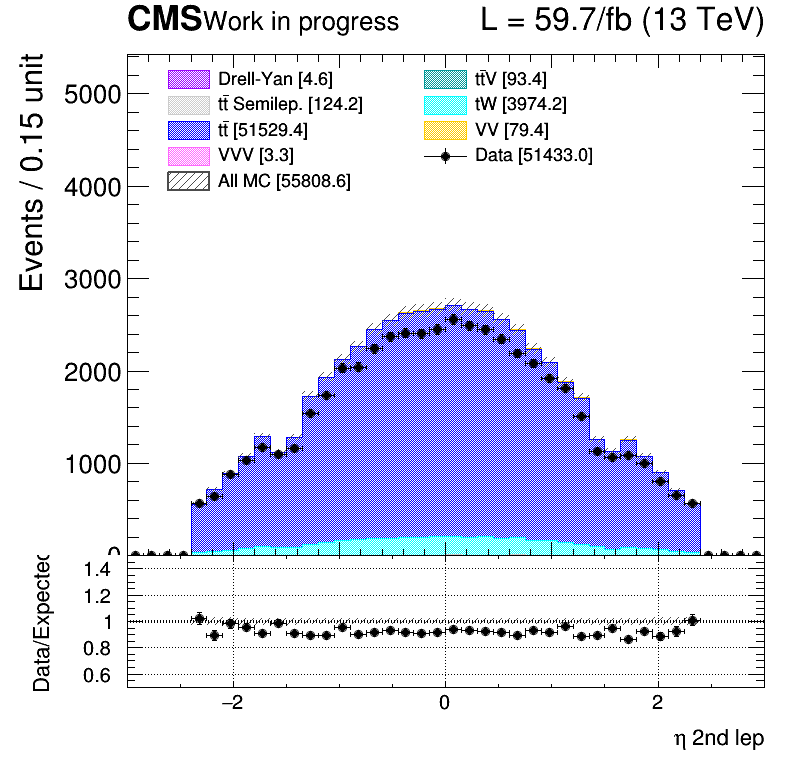 CMS Work in progress L = 59.7/fb (13 TeV)
Events / 0.15 unit
Drell-Yan [4.6]
tt̄V [93.4]
tt̄ Semilep. [124.2]
tW [3974.2]
tt̄ [51529.4]
VV [79.4]
VVV [3.3]
Data [51433.0]
All MC [55808.6]
5000
4000
3000
2000
1000
0
Data/Expected
1.4
1.2
1
0.8
0.6
−2 0 2
η 2nd lep